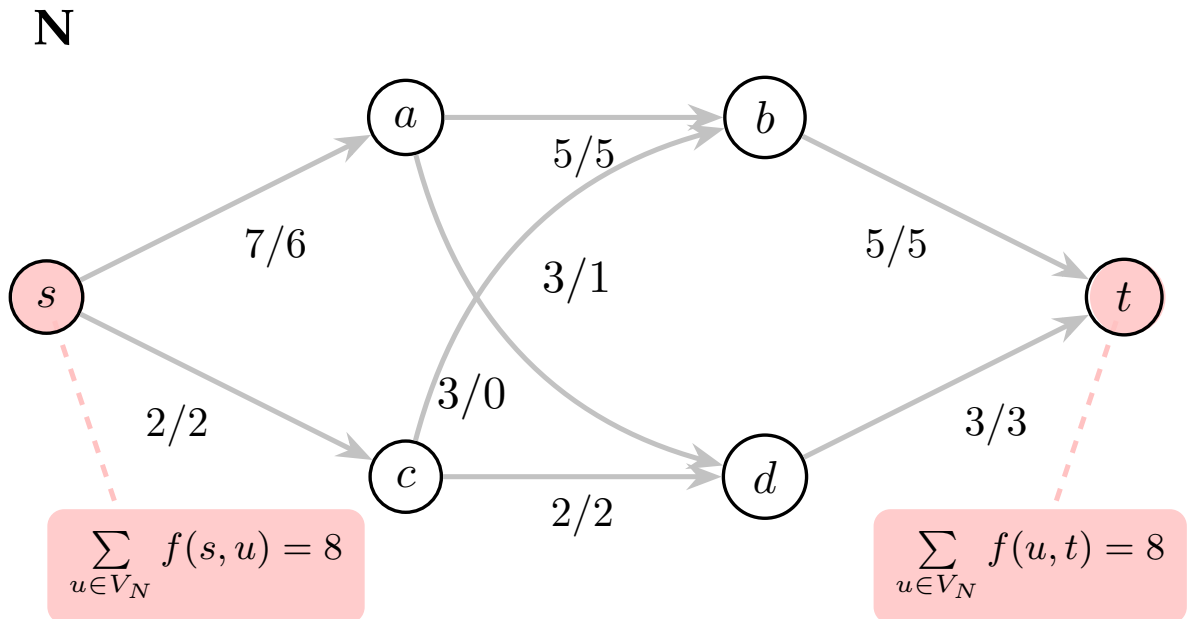 N
a
b
5/5
7/6
5/5
3/1
s
t
3/0
2/2
3/3
c
d
2/2
∑ f(s, u) = 8
u∈V_N
∑ f(u, t) = 8
u∈V_N